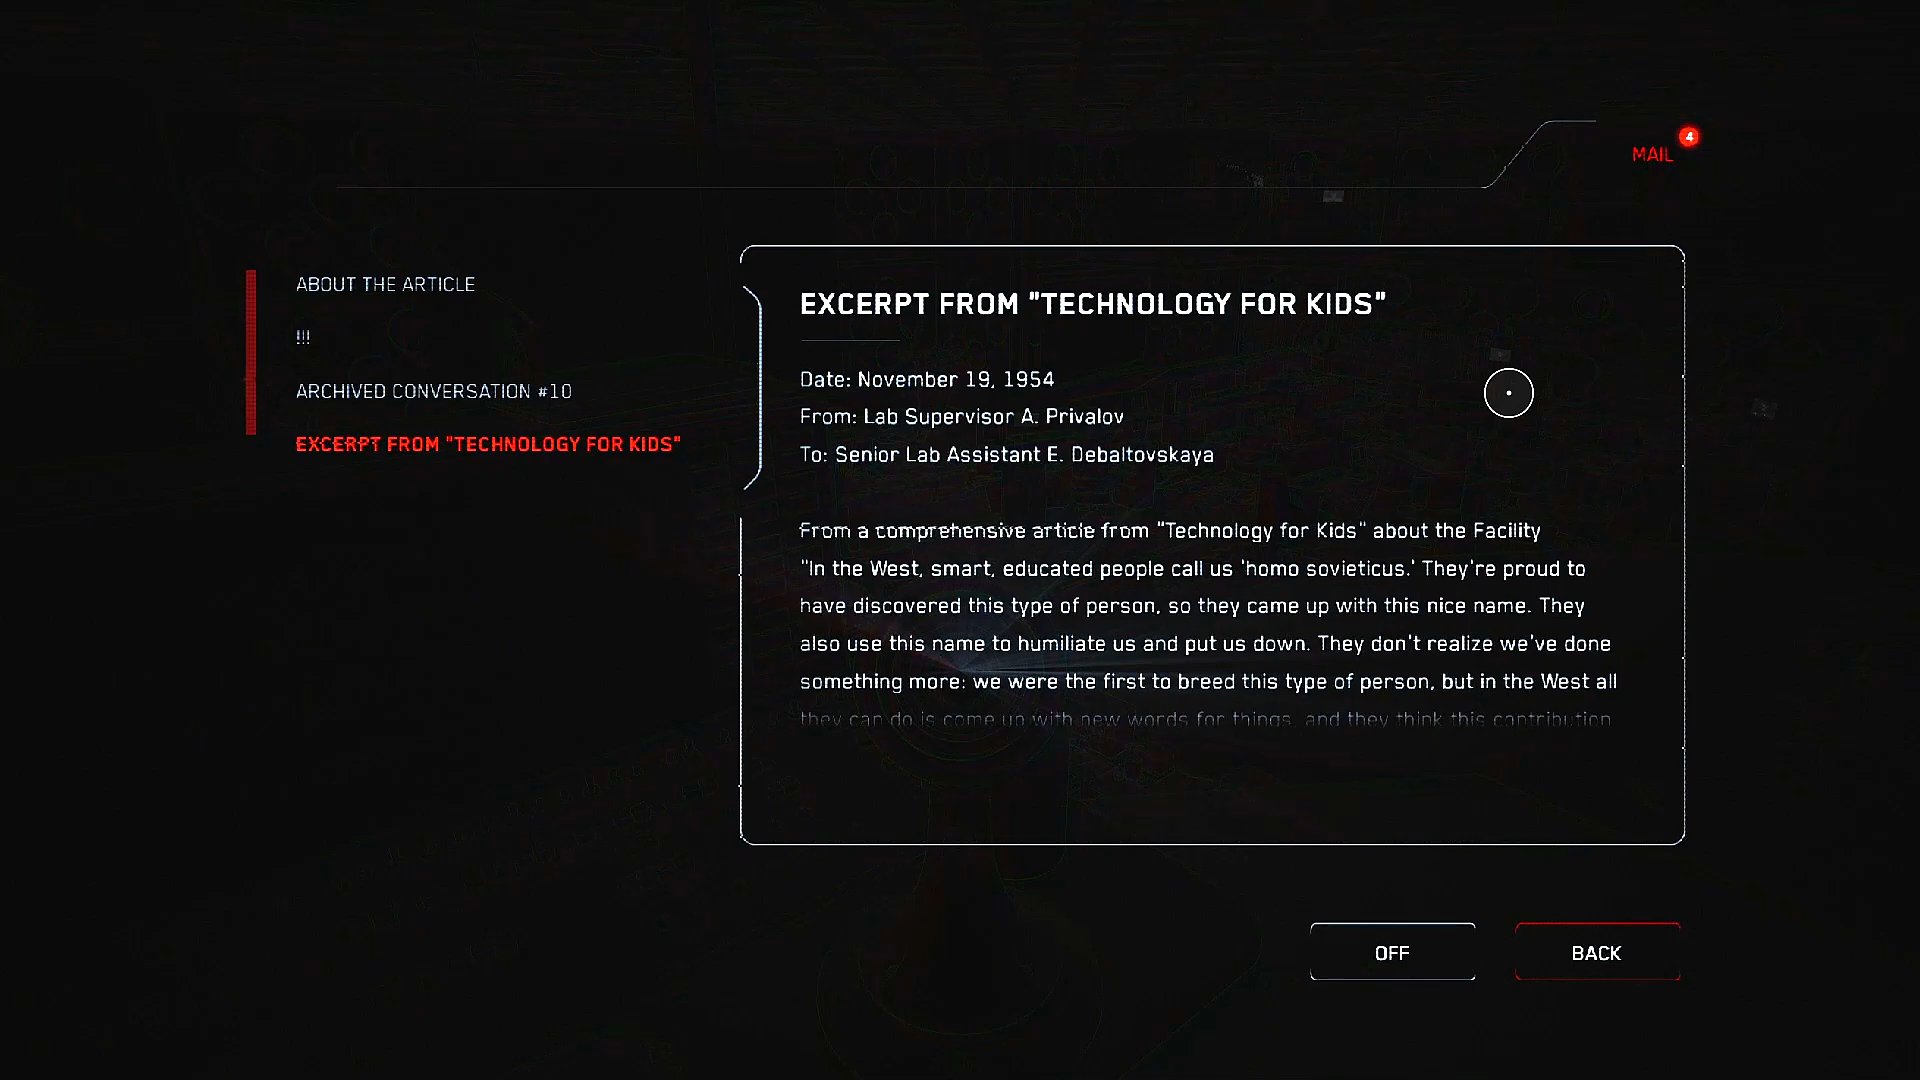 MAIL
4
ABOUT THE ARTICLE
!!!
ARCHIVED CONVERSATION #10
EXCERPT FROM "TECHNOLOGY FOR KIDS"
EXCERPT FROM "TECHNOLOGY FOR KIDS"
Date: November 19, 1954
From: Lab Supervisor A. Privalov
To: Senior Lab Assistant E. Debaltovskaya
From a comprehensive article from "Technology for Kids" about the Facility
"In the West, smart, educated people call us 'homo sovieticus.' They're proud to
have discovered this type of person, so they came up with this nice name. They
also use this name to humiliate us and put us down. They don't realize we've done
something more: we were the first to breed this type of person, but in the West all
they can do is come up with new words for things, and they think this contribution
OFF
BACK